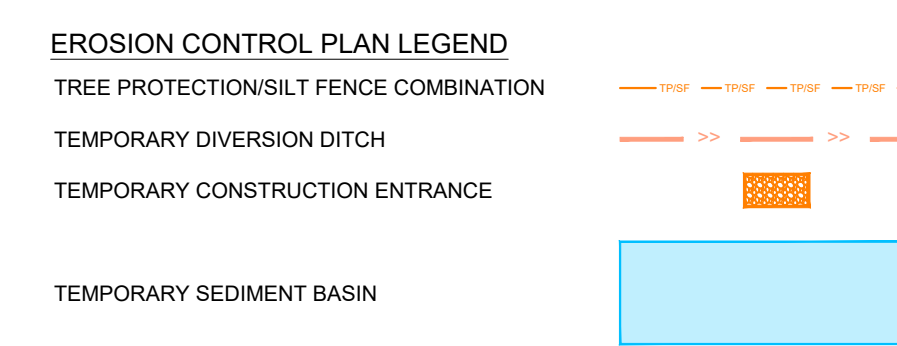 EROSION CONTROL PLAN LEGEND
TREE PROTECTION/SILT FENCE COMBINATION TP/SF TP/SF TP/SF TP/SF
TEMPORARY DIVERSION DITCH >> >>
TEMPORARY CONSTRUCTION ENTRANCE
TEMPORARY SEDIMENT BASIN